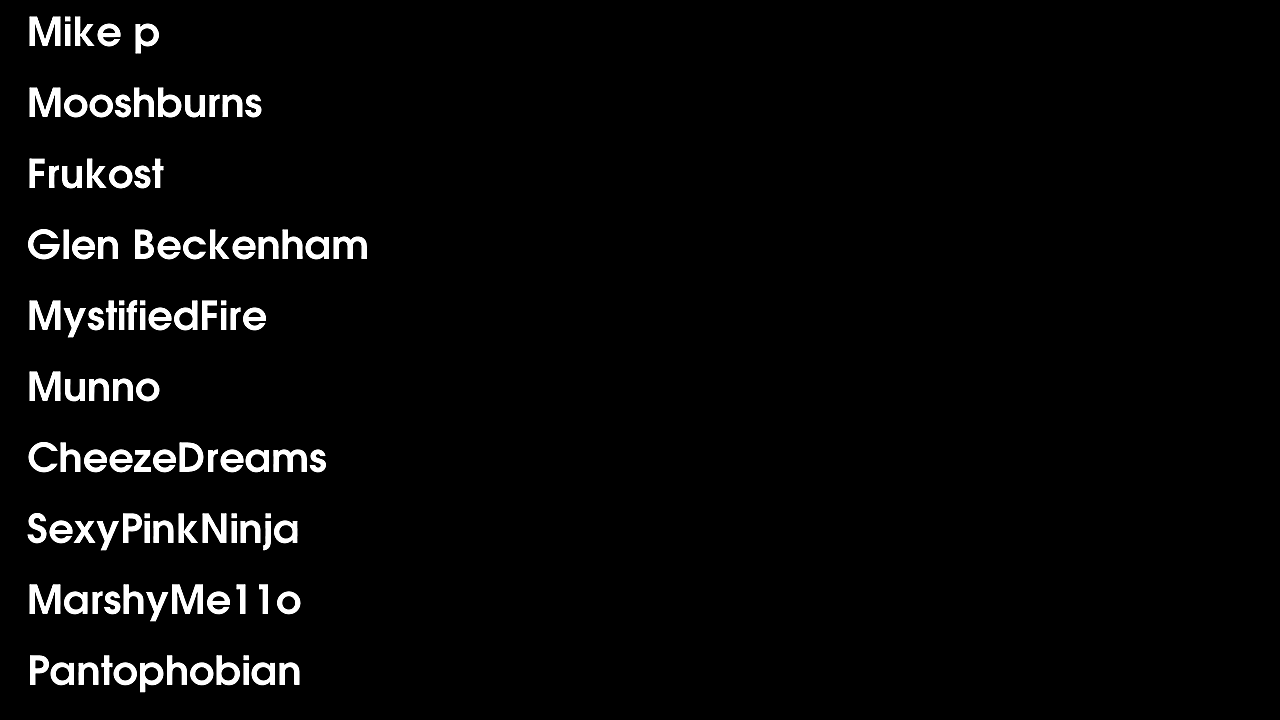 Mike p
Mooshburns
Frukost
Glen Beckenham
MystifiedFire
Munno
CheezeDreams
SexyPinkNinja
MarshyMe11o
Pantophobian